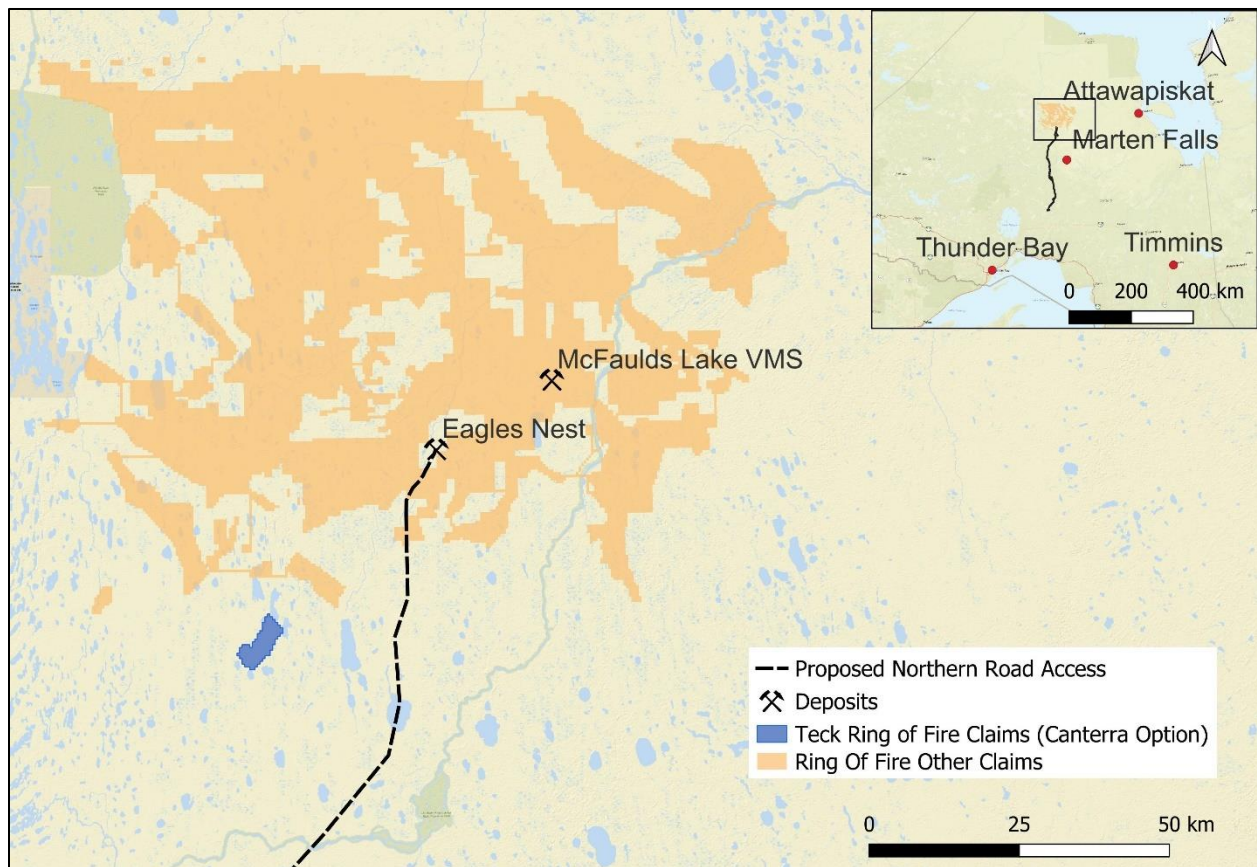 N
Attawapiskat
Marten Falls
Thunder Bay
Timmins
0 200 400 km
McFaulds Lake VMS
Eagles Nest
Proposed Northern Road Access
Deposits
Teck Ring of Fire Claims (Canterra Option)
Ring Of Fire Other Claims
0 25 50 km